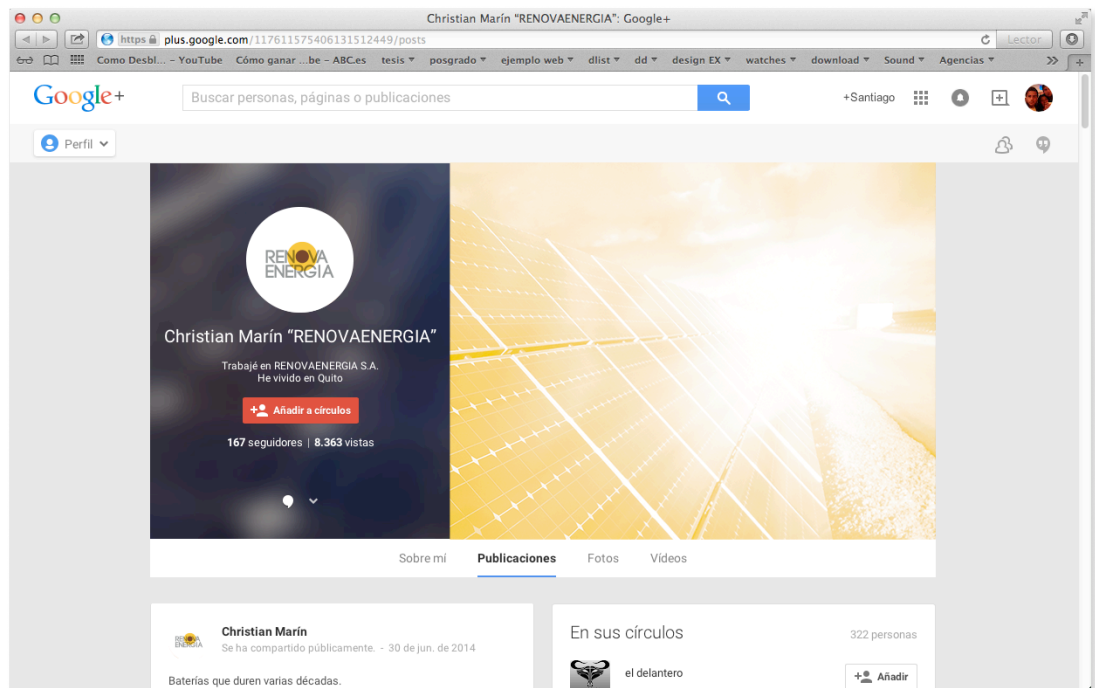 Christian Marín “RENOVAENERGIA”: Google+
https plus.google.com/117611575406131512449/posts
Lector
Como Desbl... – YouTube Cómo ganar ...be – ABC.es tesis posgrado ejemplo web dlist dd design EX watches download Sound Agencias
Google+
Buscar personas, páginas o publicaciones
+Santiago
Perfil
RENOVA
ENERGIA
Christian Marín “RENOVAENERGIA”
Trabajé en RENOVAENERGIA S.A.
He vivido en Quito
Añadir a círculos
167 seguidores | 8.363 vistas
Sobre mí Publicaciones Fotos Vídeos
RENOVA
ENERGIA
Christian Marín
Se ha compartido públicamente. - 30 de jun. de 2014
Baterías que duren varias décadas.
En sus círculos
322 personas
el delantero
Añadir